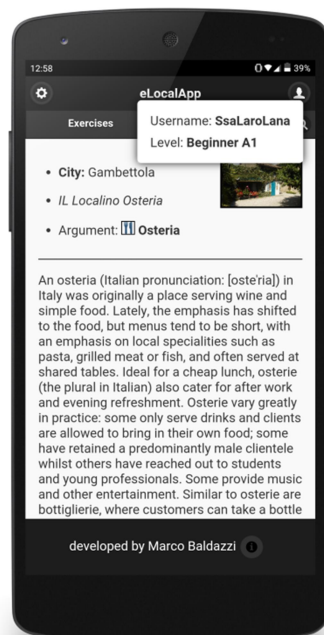 12:58
39%
eLocalApp
Exercises
Username: SsaLaroLana
Level: Beginner A1
• City: Gambettola
• IL Localino Osteria
• Argument: Osteria
An osteria (Italian pronunciation: [oste'ria]) in
Italy was originally a place serving wine and
simple food. Lately, the emphasis has shifted
to the food, but menus tend to be short, with
an emphasis on local specialities such as
pasta, grilled meat or fish, and often served at
shared tables. Ideal for a cheap lunch, osterie
(the plural in Italian) also cater for after work
and evening refreshment. Osterie vary greatly
in practice: some only serve drinks and clients
are allowed to bring in their own food; some
have retained a predominantly male clientele
whilst others have reached out to students
and young professionals. Some provide music
and other entertainment. Similar to osterie are
bottiglierie, where customers can take a bottle
developed by Marco Baldazzi